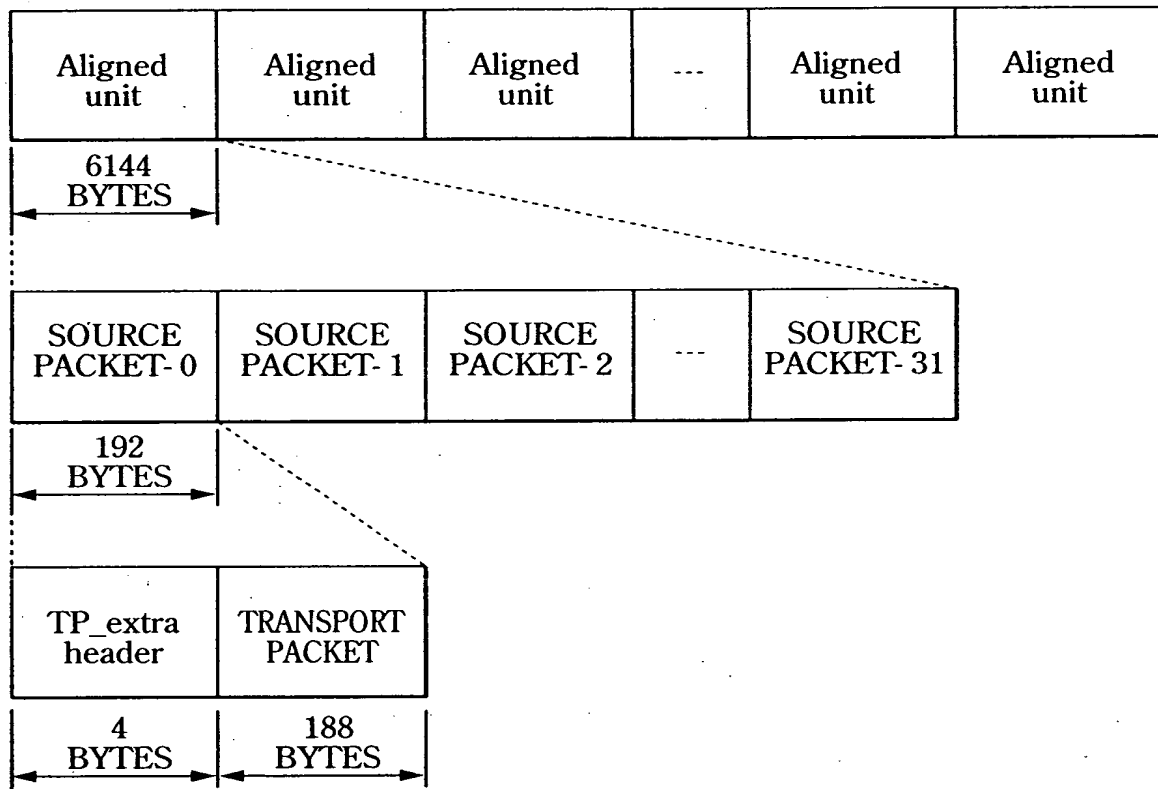 Aligned unit
Aligned unit
Aligned unit
---
Aligned unit
Aligned unit
6144 BYTES
SOURCE PACKET-0
SOURCE PACKET-1
SOURCE PACKET-2
---
SOURCE PACKET-31
192 BYTES
TP_extra header
TRANSPORT PACKET
4 BYTES
188 BYTES